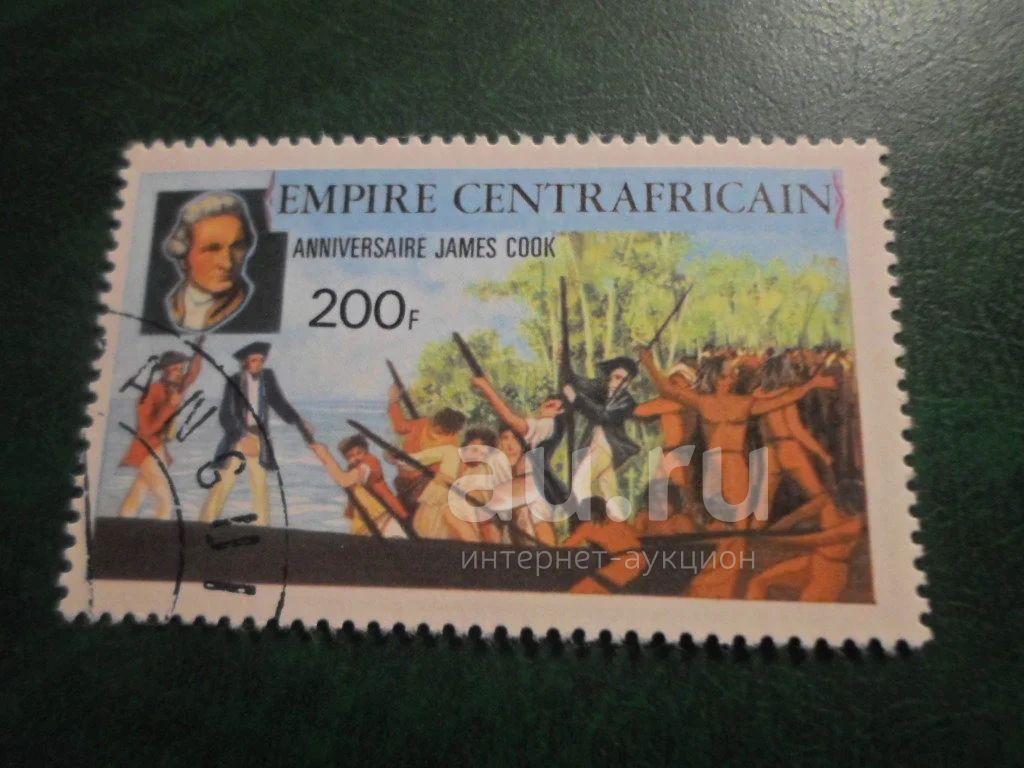 EMPIRE CENTRAFRICAIN
ANNIVERSAIRE JAMES COOK
200F
au.ru
интернет-аукцион